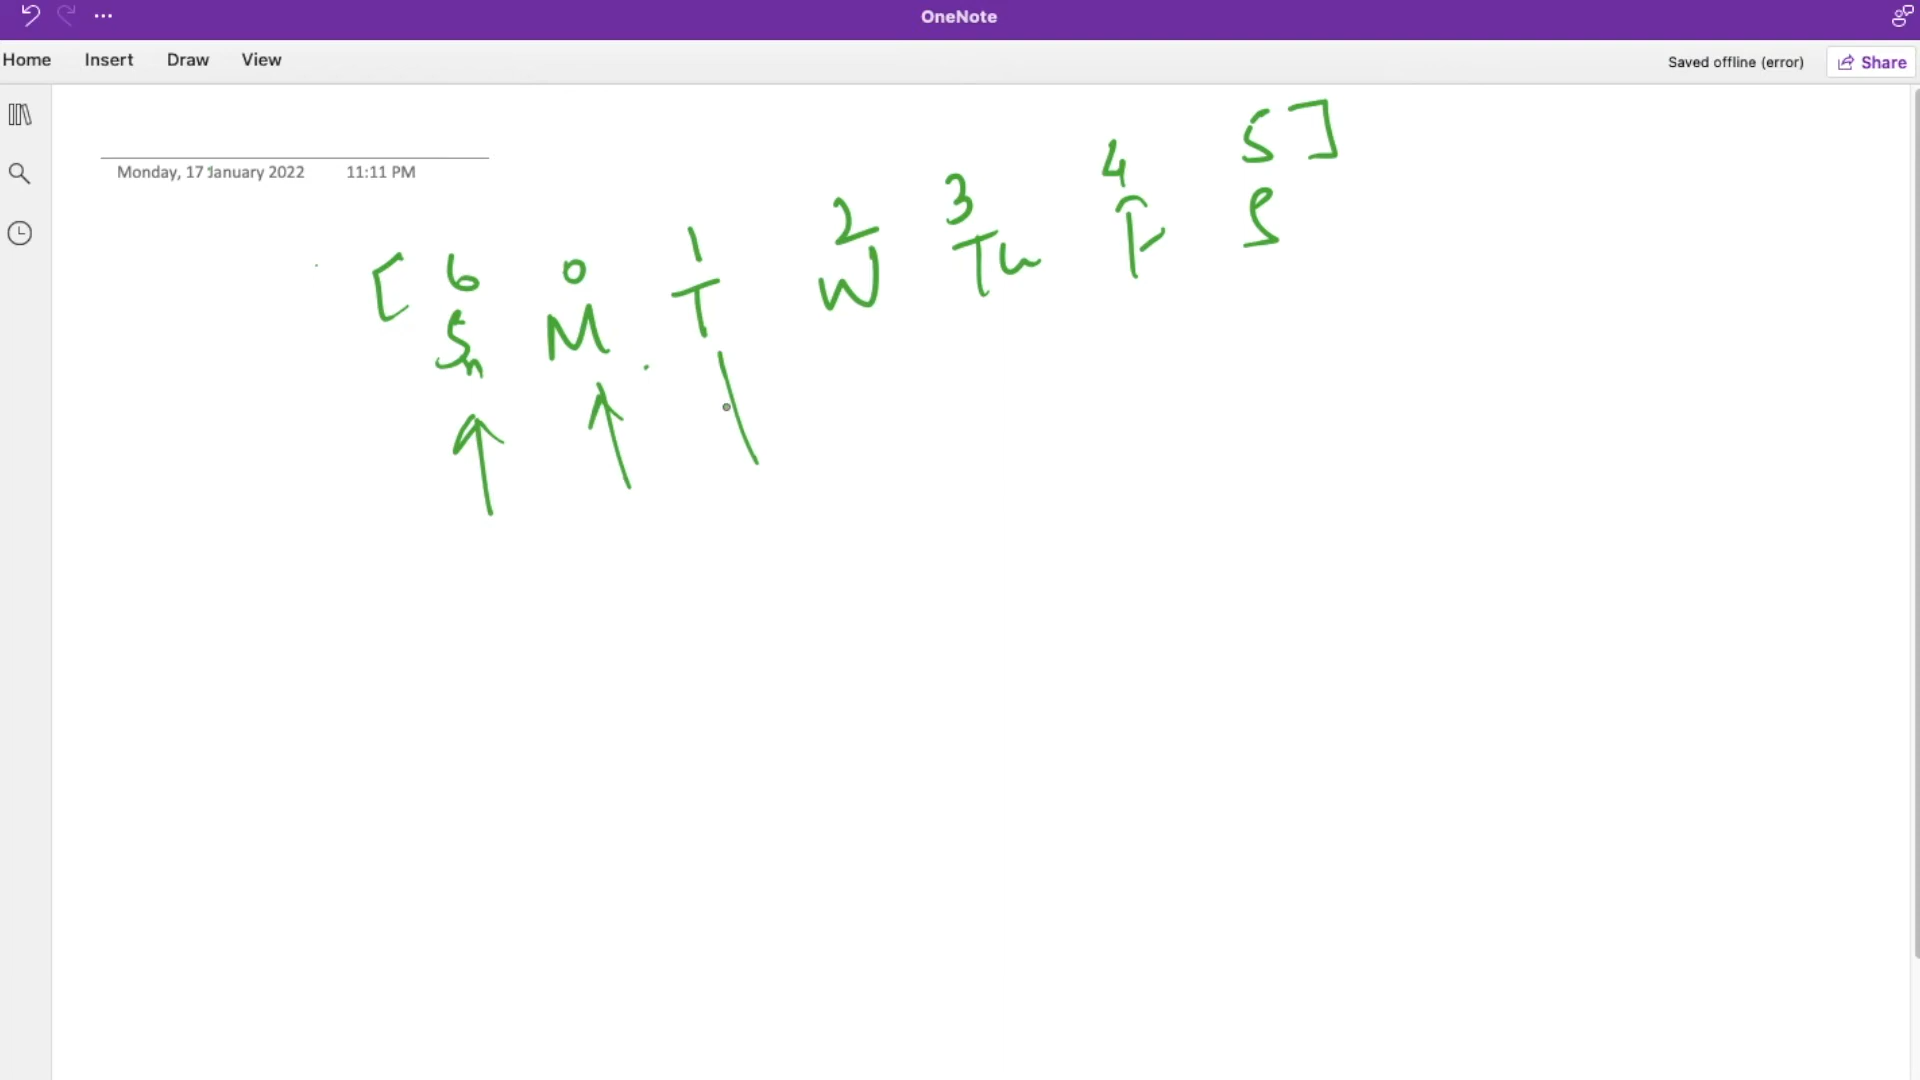 OneNote
Home Insert Draw View
Saved offline (error) Share
Monday, 17 January 2022 11:11 PM
[ 6 0 1 2 3 4 5 ]
Sn M T W Th F S